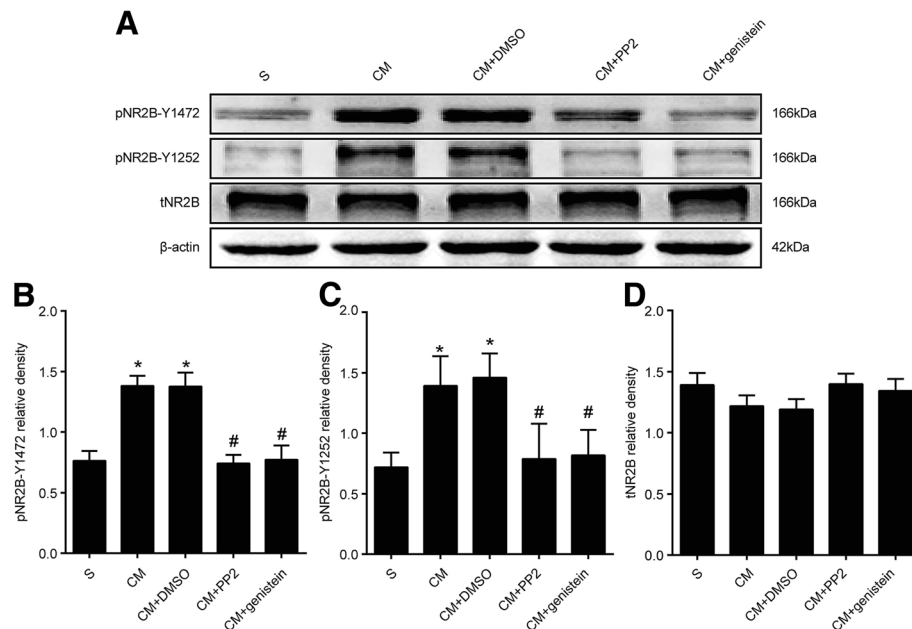 A
S CM CM+DMSO CM+PP2 CM+genistein
pNR2B-Y1472 166kDa
pNR2B-Y1252 166kDa
tNR2B 166kDa
β-actin 42kDa
B
pNR2B-Y1472 relative density
2.0
1.5
1.0
0.5
0.0
* * # #
S CM CM+DMSO CM+PP2 CM+genistein
C
pNR2B-Y1252 relative density
2.0
1.5
1.0
0.5
0.0
* * # #
S CM CM+DMSO CM+PP2 CM+genistein
D
tNR2B relative density
2.0
1.5
1.0
0.5
0.0
S CM CM+DMSO CM+PP2 CM+genistein